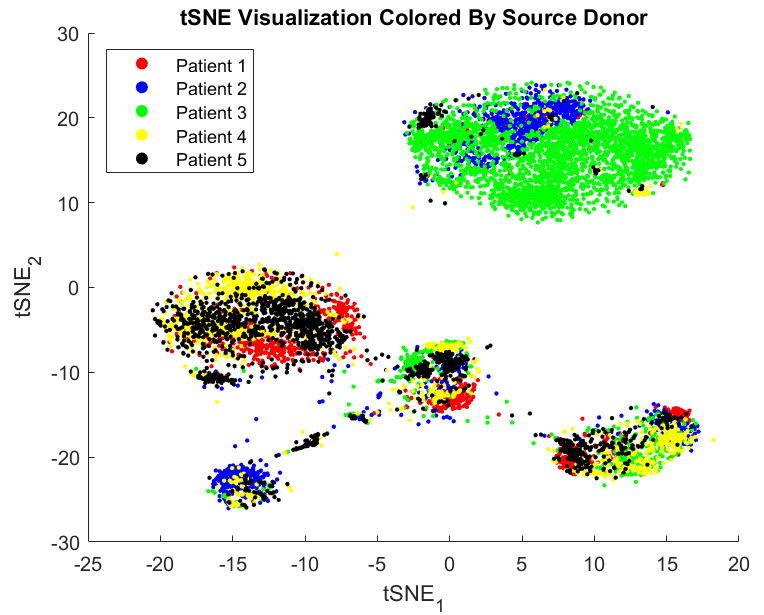 tSNE Visualization Colored By Source Donor
30
20
10
0
-10
-20
-30
tSNE2
Patient 1
Patient 2
Patient 3
Patient 4
Patient 5
-25
-20
-15
-10
-5
0
5
10
15
20
tSNE1